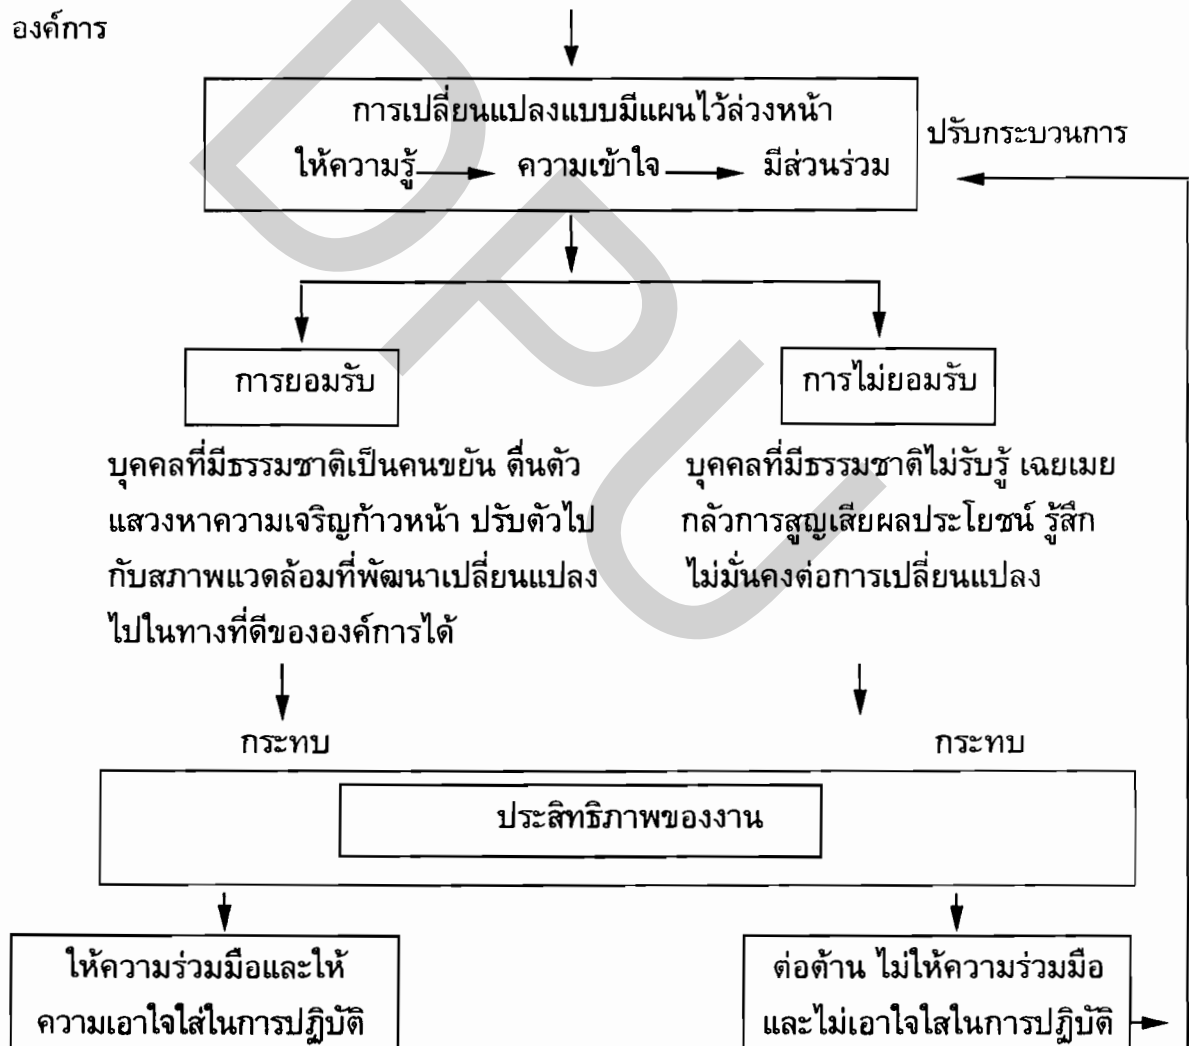 องค์การ
การเปลี่ยนแปลงแบบมีแผนไว้ล่วงหน้า
ให้ความรู้ ความเข้าใจ มีส่วนร่วม
ปรับกระบวนการ
การยอมรับ
การไม่ยอมรับ
บุคคลที่มีธรรมชาติเป็นคนขยัน ตื่นตัว
แสวงหาความเจริญก้าวหน้า ปรับตัวไป
กับสภาพแวดล้อมที่พัฒนาเปลี่ยนแปลง
ไปในทางที่ดีขององค์การได้
บุคคลที่มีธรรมชาติไม่รับรู้ เฉยเมย
กลัวการสูญเสียผลประโยชน์ รู้สึก
ไม่มั่นคงต่อการเปลี่ยนแปลง
กระทบ
กระทบ
ประสิทธิภาพของงาน
ให้ความร่วมมือและให้
ความเอาใจใส่ในการปฏิบัติ
ต่อต้าน ไม่ให้ความร่วมมือ
และไม่เอาใจใสในการปฏิบัติ
DPU